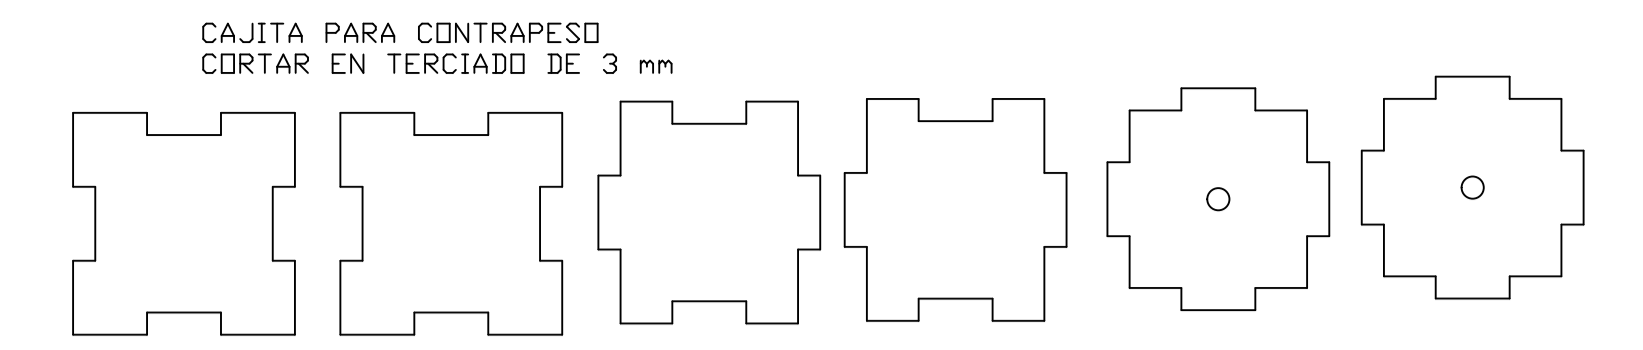 CAJITA PARA CONTRAPESO
CORTAR EN TERCIADO DE 3 mm